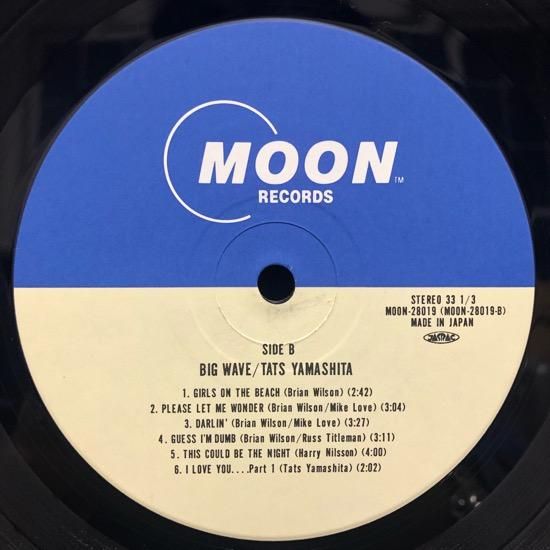 MOON
TM
RECORDS
STEREO 33 1/3
MOON-28019 (MOON-28019-B)
MADE IN JAPAN
JASRAC
SIDE B
BIG WAVE/TATS YAMASHITA
1. GIRLS ON THE BEACH (Brian Wilson) (2:42)
2. PLEASE LET ME WONDER (Brian Wilson/Mike Love) (3:04)
3. DARLIN' (Brian Wilson/Mike Love) (3:27)
4. GUESS I'M DUMB (Brian Wilson/Russ Titleman) (3:11)
5. THIS COULD BE THE NIGHT (Harry Nilsson) (4:00)
6. I LOVE YOU....Part 1 (Tats Yamashita) (2:02)